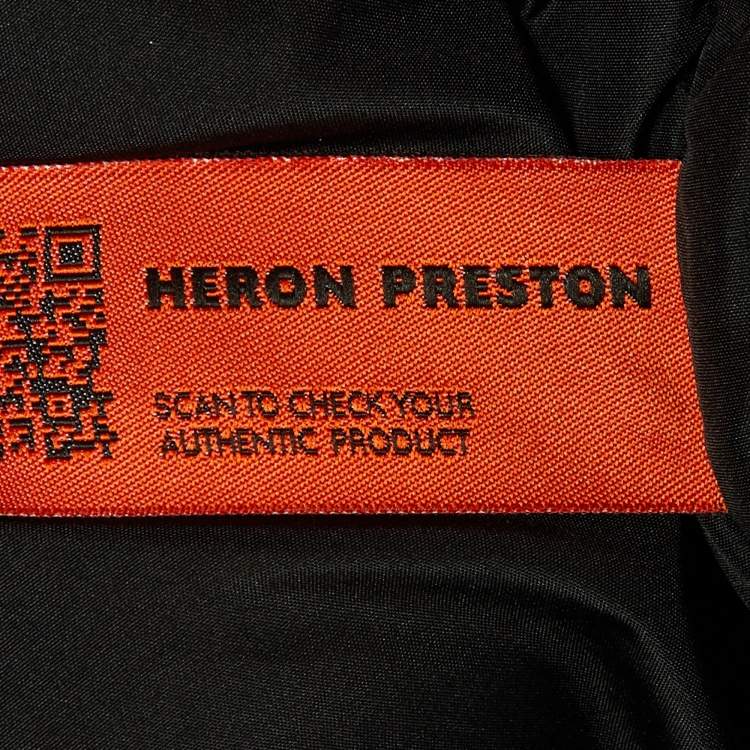 HERON PRESTON
SCAN TO CHECK YOUR
AUTHENTIC PRODUCT